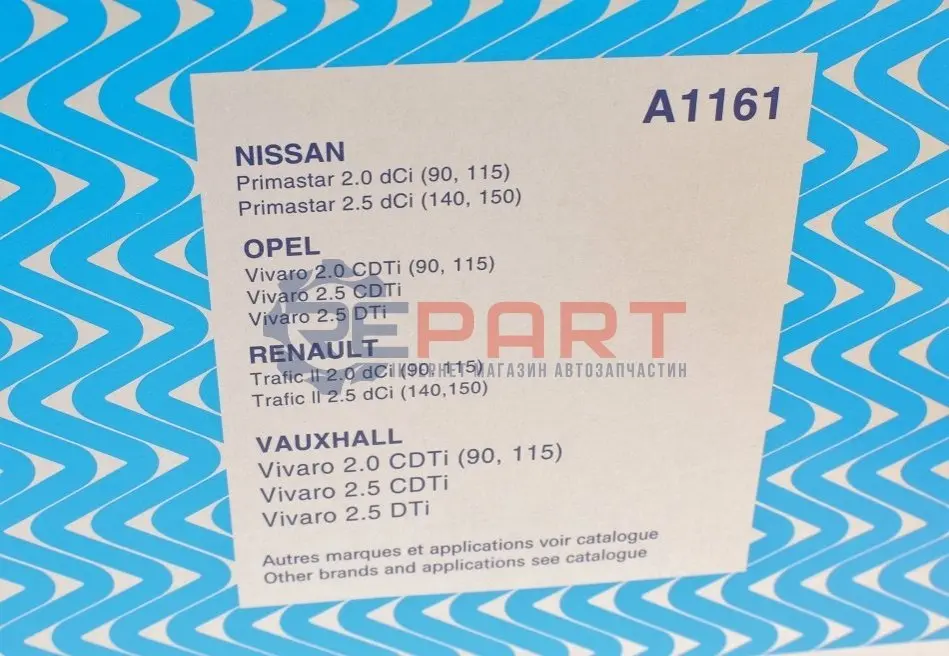 A1161
NISSAN
Primastar 2.0 dCi (90, 115)
Primastar 2.5 dCi (140, 150)
OPEL
Vivaro 2.0 CDTi (90, 115)
Vivaro 2.5 CDTi
Vivaro 2.5 DTi
EPART
ІНТЕРНЕТ-МАГАЗИН АВТОЗАПЧАСТИН
RENAULT
Trafic II 2.0 dCi (90, 115)
Trafic II 2.5 dCi (140,150)
VAUXHALL
Vivaro 2.0 CDTi (90, 115)
Vivaro 2.5 CDTi
Vivaro 2.5 DTi
Autres marques et applications voir catalogue
Other brands and applications see catalogue